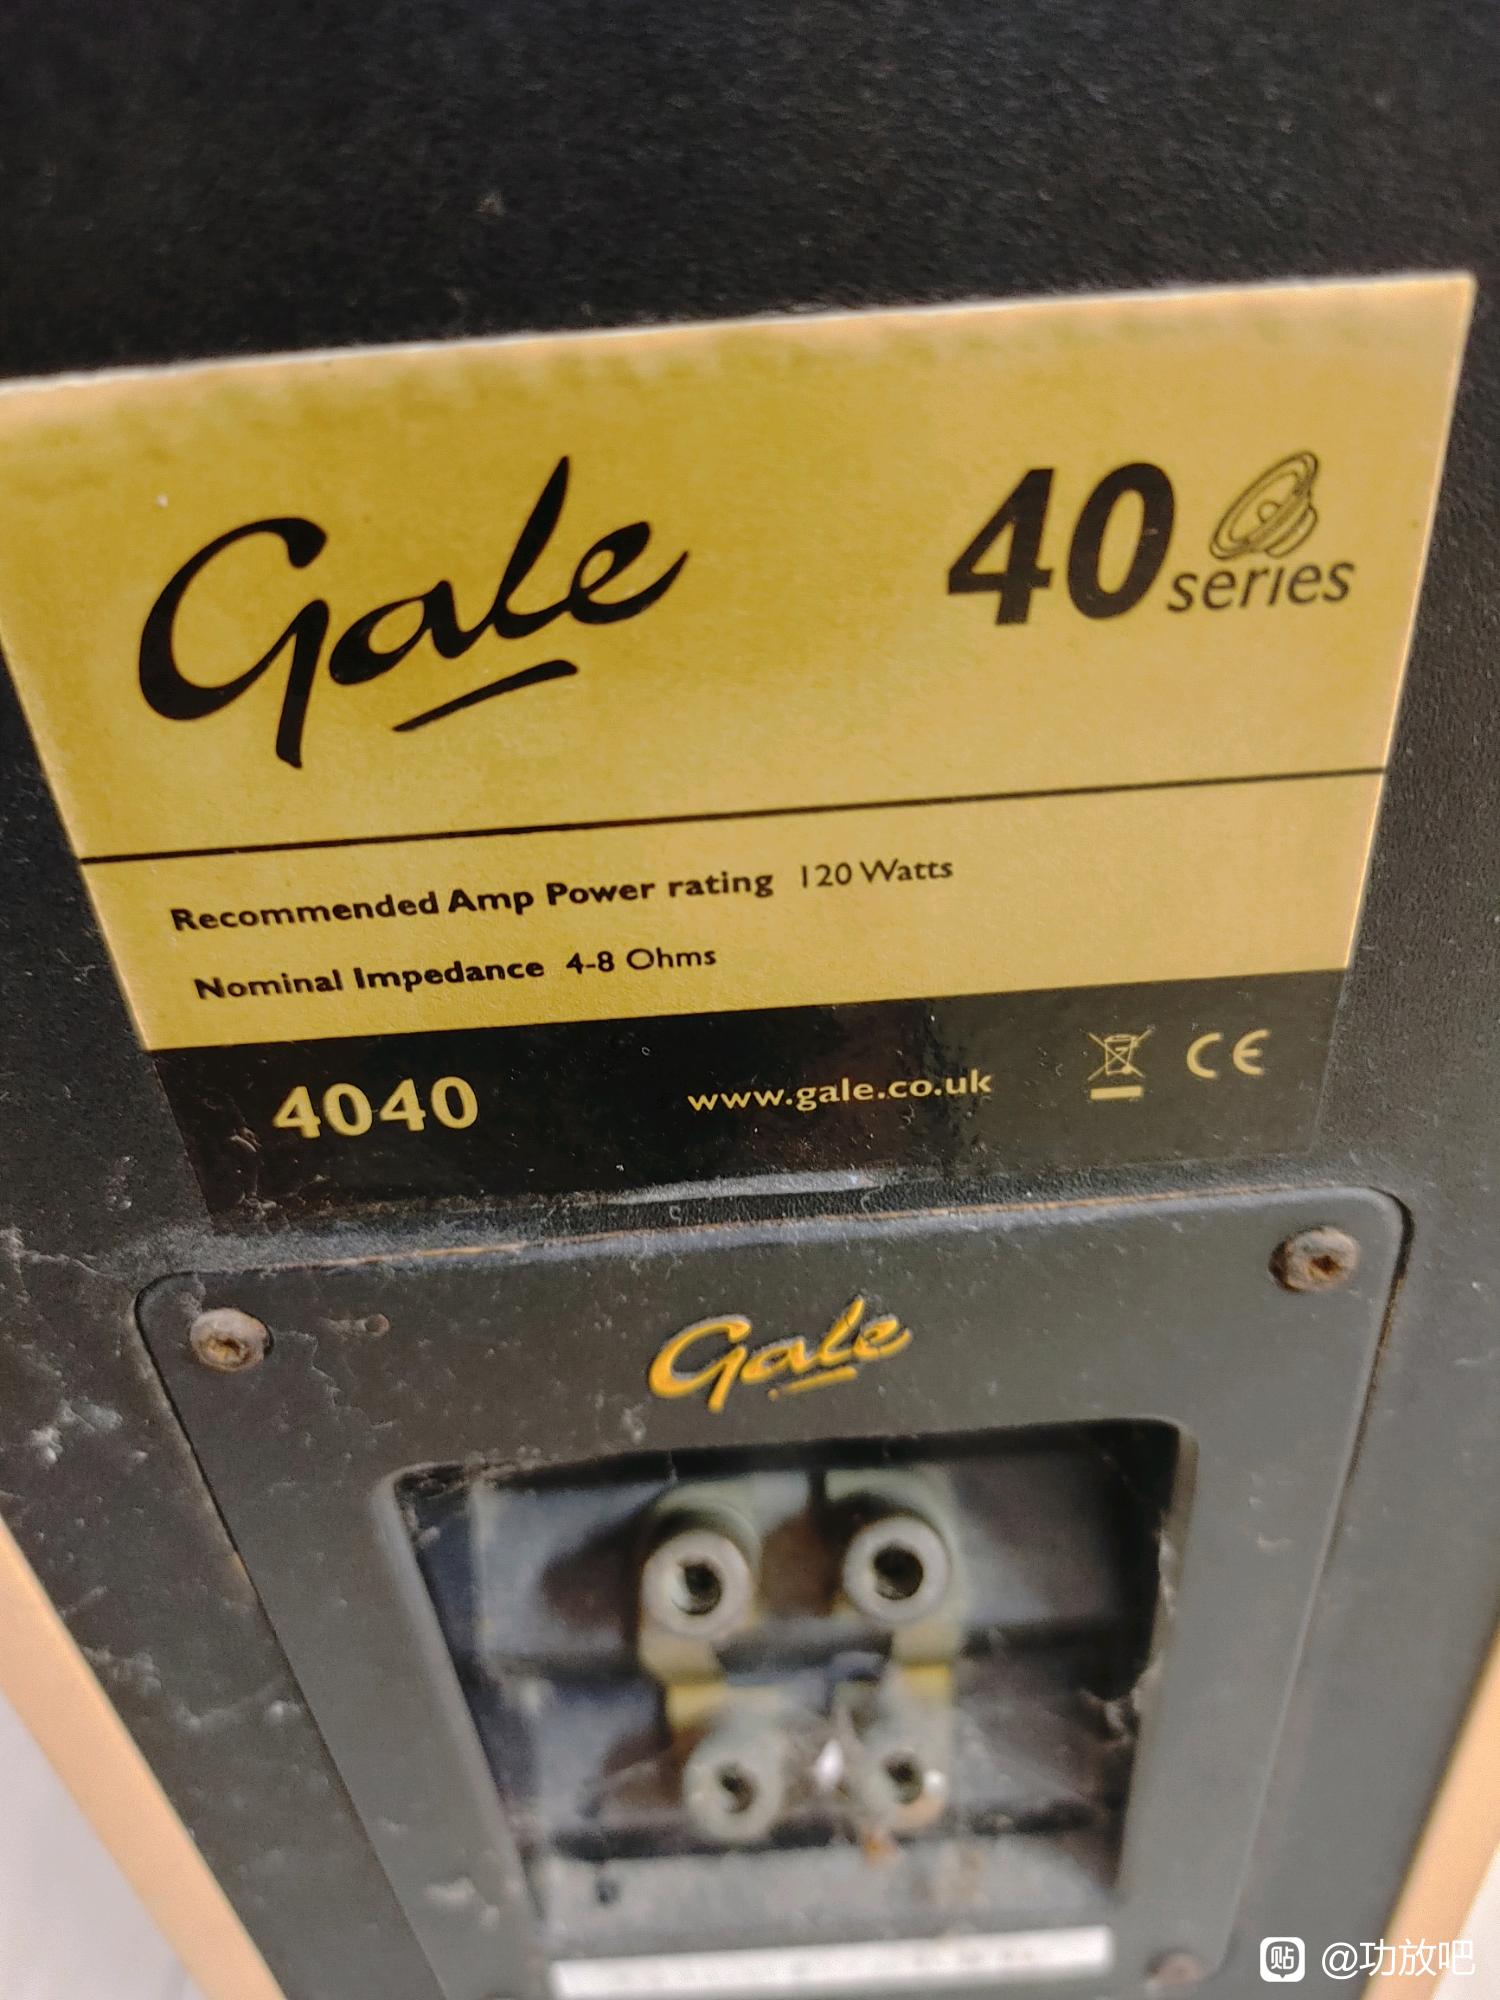 Gale
40 series
Recommended Amp Power rating 120 Watts
Nominal Impedance 4-8 Ohms
4040 www.gale.co.uk CE
Gale
贴 @功放吧